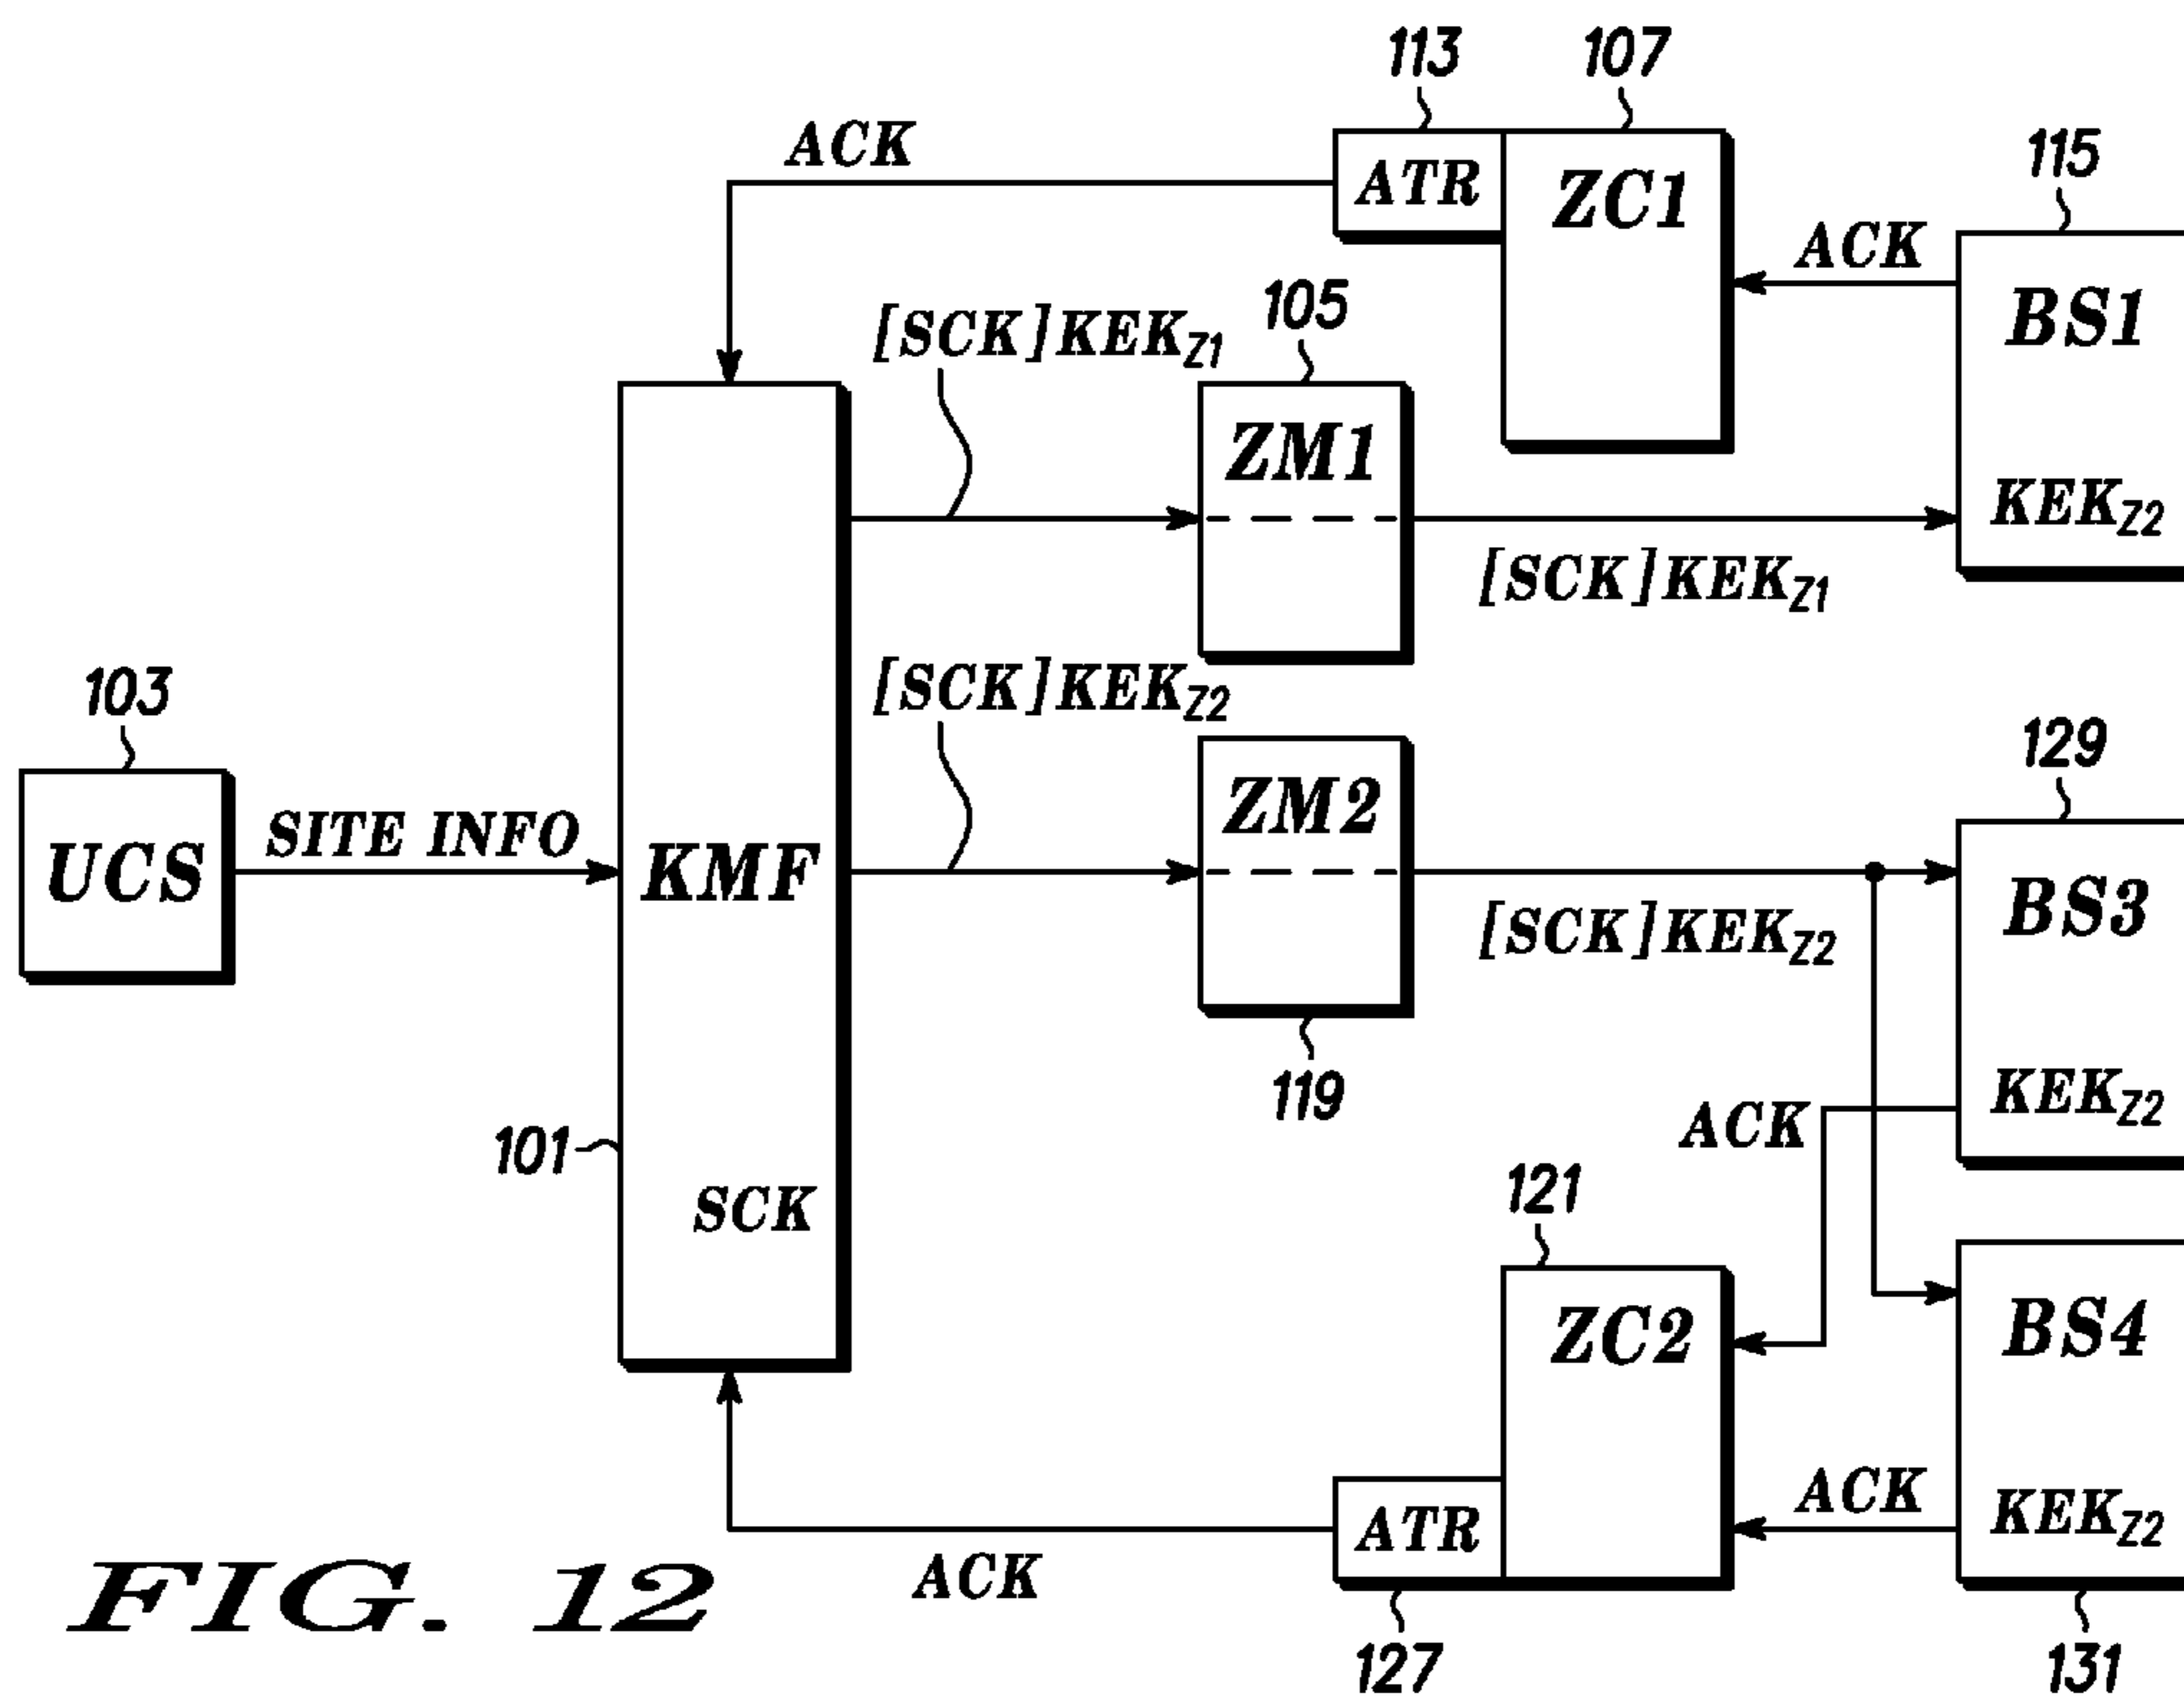 113
107
ACK
ATR
ZC1
115
ACK
BS1
KEKZ2
[SCK]KEKZ1
105
ZM1
[SCK]KEKZ1
103
UCS
SITE INFO
KMF
SCK
101
[SCK]KEKZ2
ZM2
119
[SCK]KEKZ2
129
BS3
KEKZ2
ACK
121
ZC2
BS4
KEKZ2
ACK
ATR
ACK
127
131
FIG. 12